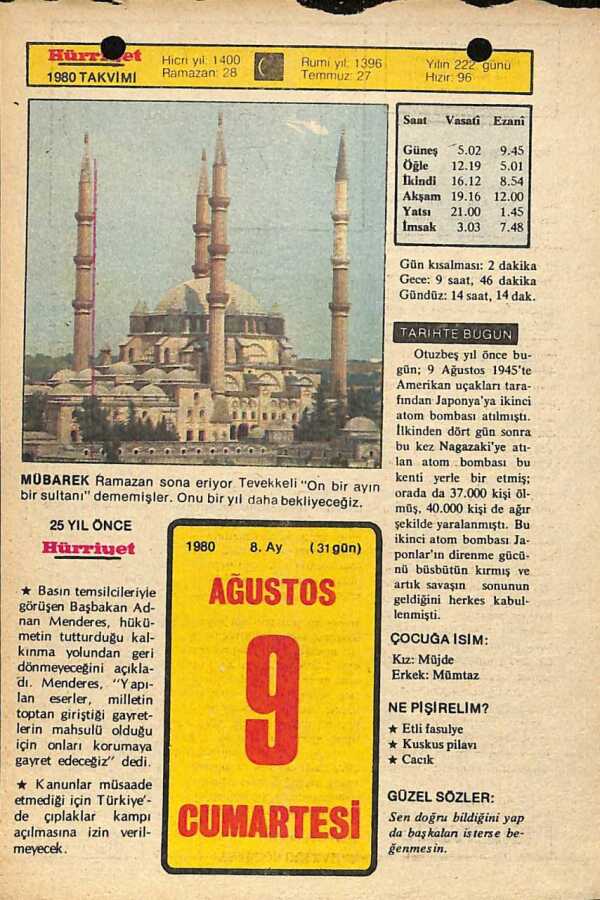 Hürriyet
1980 TAKVİMİ
Hicri yıl: 1400
Ramazan: 28
Rumi yıl: 1396
Temmuz: 27
Yılın 222. günü
Hızır: 96
Saat Vasatî Ezanî
Güneş 5.02 9.45
Öğle 12.19 5.01
İkindi 16.12 8.54
Akşam 19.16 12.00
Yatsı 21.00 1.45
İmsak 3.03 7.48
Gün kısalması: 2 dakika
Gece: 9 saat, 46 dakika
Gündüz: 14 saat, 14 dak.
TARİHTE BUGÜN
Otuzbeş yıl önce bu-
gün; 9 Ağustos 1945'te
Amerikan uçakları tara-
fından Japonya'ya ikinci
atom bombası atılmıştı.
İlkinden dört gün sonra
bu kez Nagazaki'ye atı-
lan atom bombası bu
kenti yerle bir etmiş;
orada da 37.000 kişi öl-
müş, 40.000 kişi de ağır
şekilde yaralanmıştı. Bu
ikinci atom bombası Ja-
ponlar'ın direnme gücü-
nü büsbütün kırmış ve
artık savaşın sonunun
geldiğini herkes kabul-
lenmişti.
MÜBAREK Ramazan sona eriyor Tevekkeli "On bir ayın
bir sultanı" dememişler. Onu bir yıl daha bekliyeceğiz.
25 YIL ÖNCE
Hürriyet
★ Basın temsilcileriyle
görüşen Başbakan Ad-
nan Menderes, hükü-
metin tutturduğu kal-
kınma yolundan geri
dönmeyeceğini açıkla-
dı. Menderes, "Yapı-
lan eserler, milletin
toptan giriştiği gayret-
lerin mahsulü olduğu
için onları korumaya
gayret edeceğiz" dedi.
★ Kanunlar müsaade
etmediği için Türkiye'-
de çıplaklar kampı
açılmasına izin veril-
meyecek.
1980 8. Ay (31 gün)
AĞUSTOS
9
CUMARTESİ
ÇOCUĞA İSİM:
Kız: Müjde
Erkek: Mümtaz
NE PİŞİRELİM?
★ Etli fasulye
★ Kuskus pilavı
★ Cacık
GÜZEL SÖZLER:
Sen doğru bildiğini yap
da başkaları isterse be-
ğenmesin.